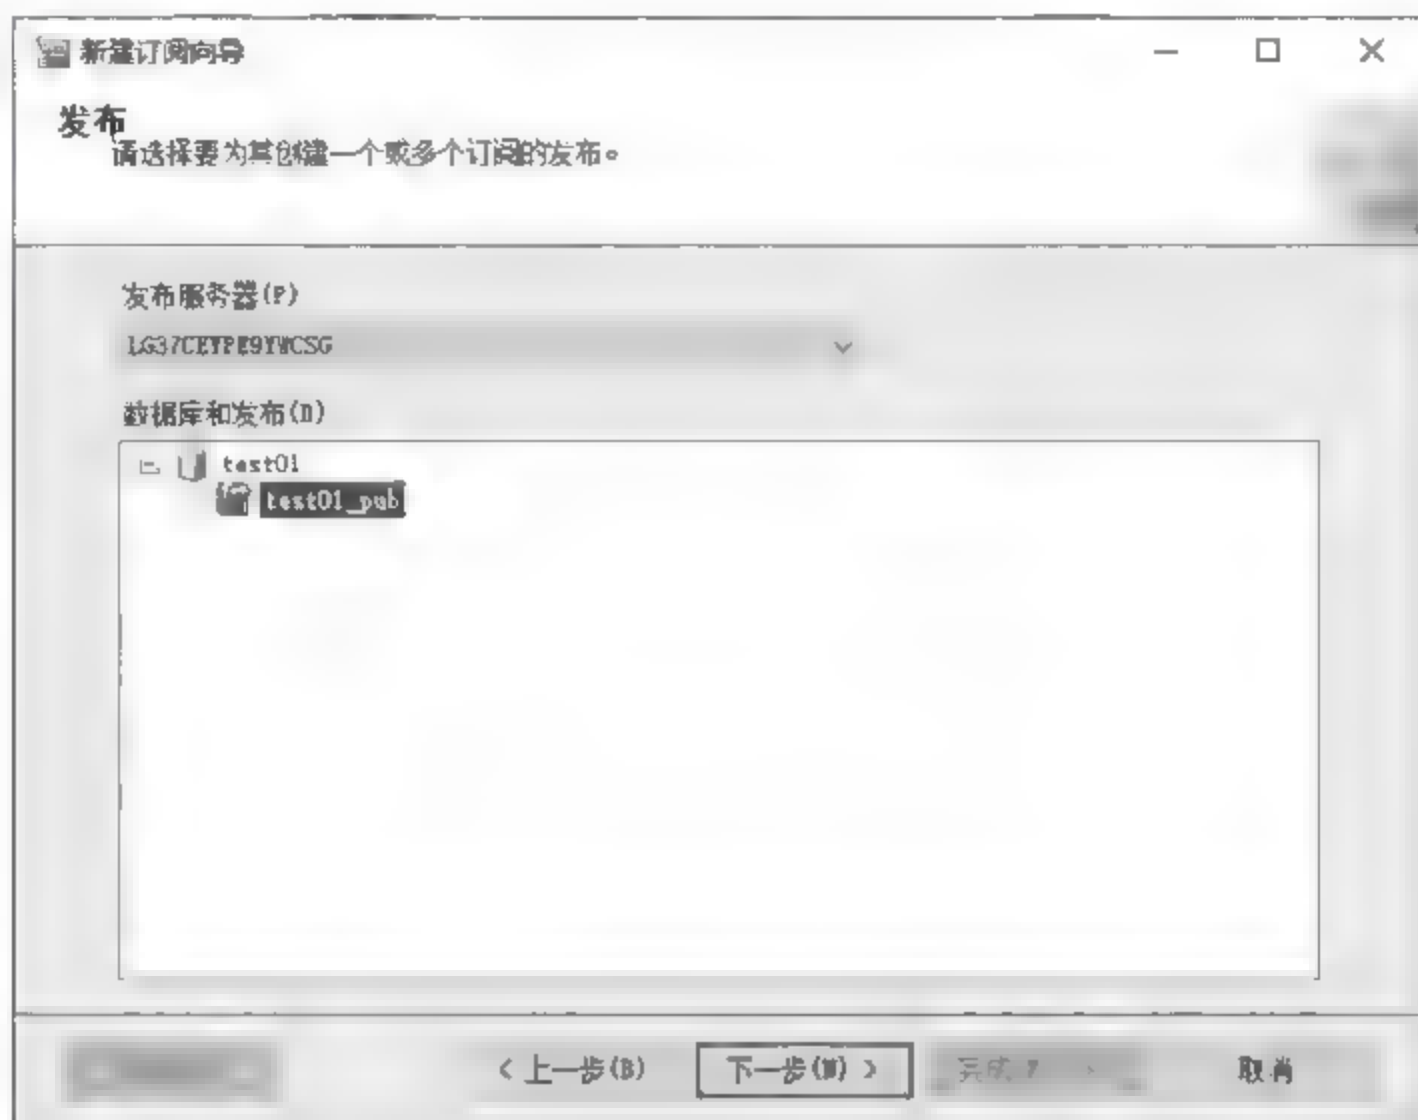 新建订阅向导
发布
请选择要为其创建一个或多个订阅的发布。
发布服务器(P)
数据库和发布(D)
test01
test01_pub
< 上一步(B)
下一步(N) >
取消